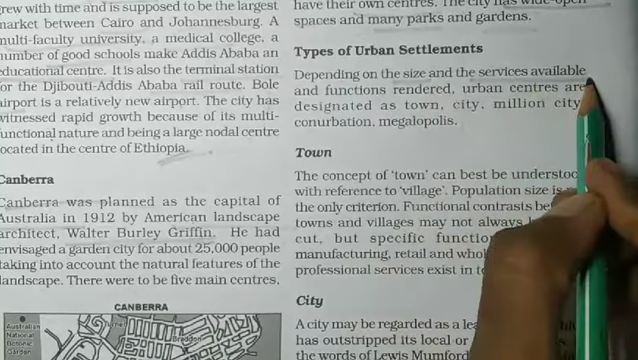 grew with time and is supposed to be the largest
market between Cairo and Johannesburg. A
multi-faculty university, a medical college, a
number of good schools make Addis Ababa an
educational centre. It is also the terminal station
for the Djibouti-Addis Ababa rail route. Bole
airport is a relatively new airport. The city has
witnessed rapid growth because of its multi-
functional nature and being a large nodal centre
located in the centre of Ethiopia.
Canberra
Canberra was planned as the capital of
Australia in 1912 by American landscape
architect, Walter Burley Griffin. He had
envisaged a garden city for about 25,000 people
taking into account the natural features of the
landscape. There were to be five main centres,
CANBERRA
Australian
National
Botanic
Garden
Turner
Braddon
have their own centres. The city has wide-open
spaces and many parks and gardens.
Types of Urban Settlements
Depending on the size and the services available
and functions rendered, urban centres are
designated as town, city, million city
conurbation, megalopolis.
Town
The concept of 'town' can best be understoo
with reference to 'village'. Population size is
the only criterion. Functional contrasts be
towns and villages may not always
cut, but specific functio
manufacturing, retail and
professional services exist in
City
A city may be regarded as a
has outstripped its local or
the words of Lewis Mumford